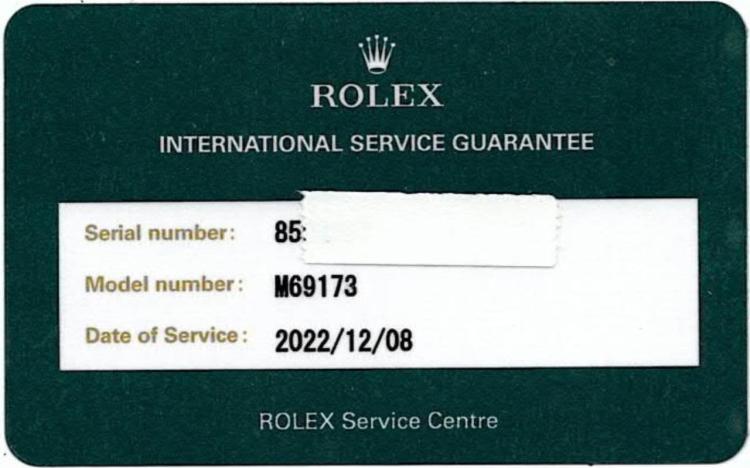 ROLEX
INTERNATIONAL SERVICE GUARANTEE
Serial number: 85
Model number: M69173
Date of Service: 2022/12/08
ROLEX Service Centre